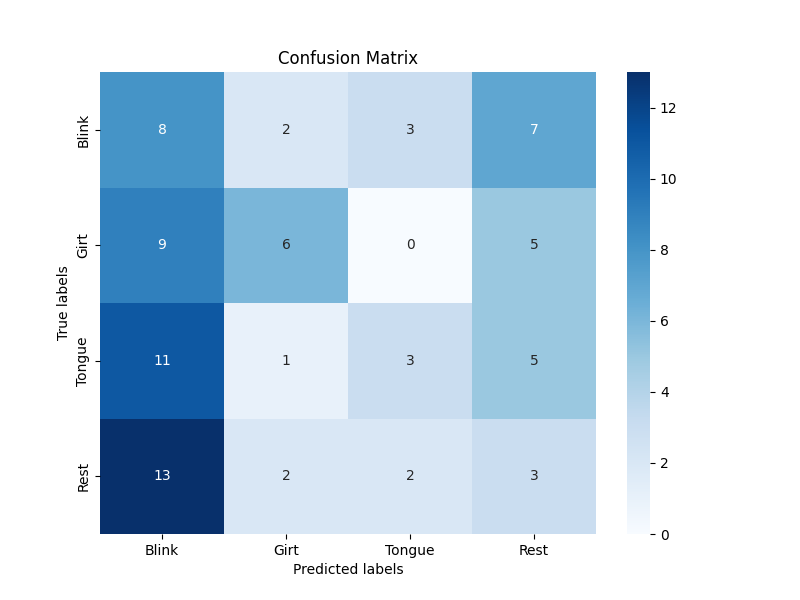 Confusion Matrix
True labels
Blink 8 2 3 7
Girt 9 6 0 5
Tongue 11 1 3 5
Rest 13 2 2 3
Blink Girt Tongue Rest
Predicted labels
12
10
8
6
4
2
0